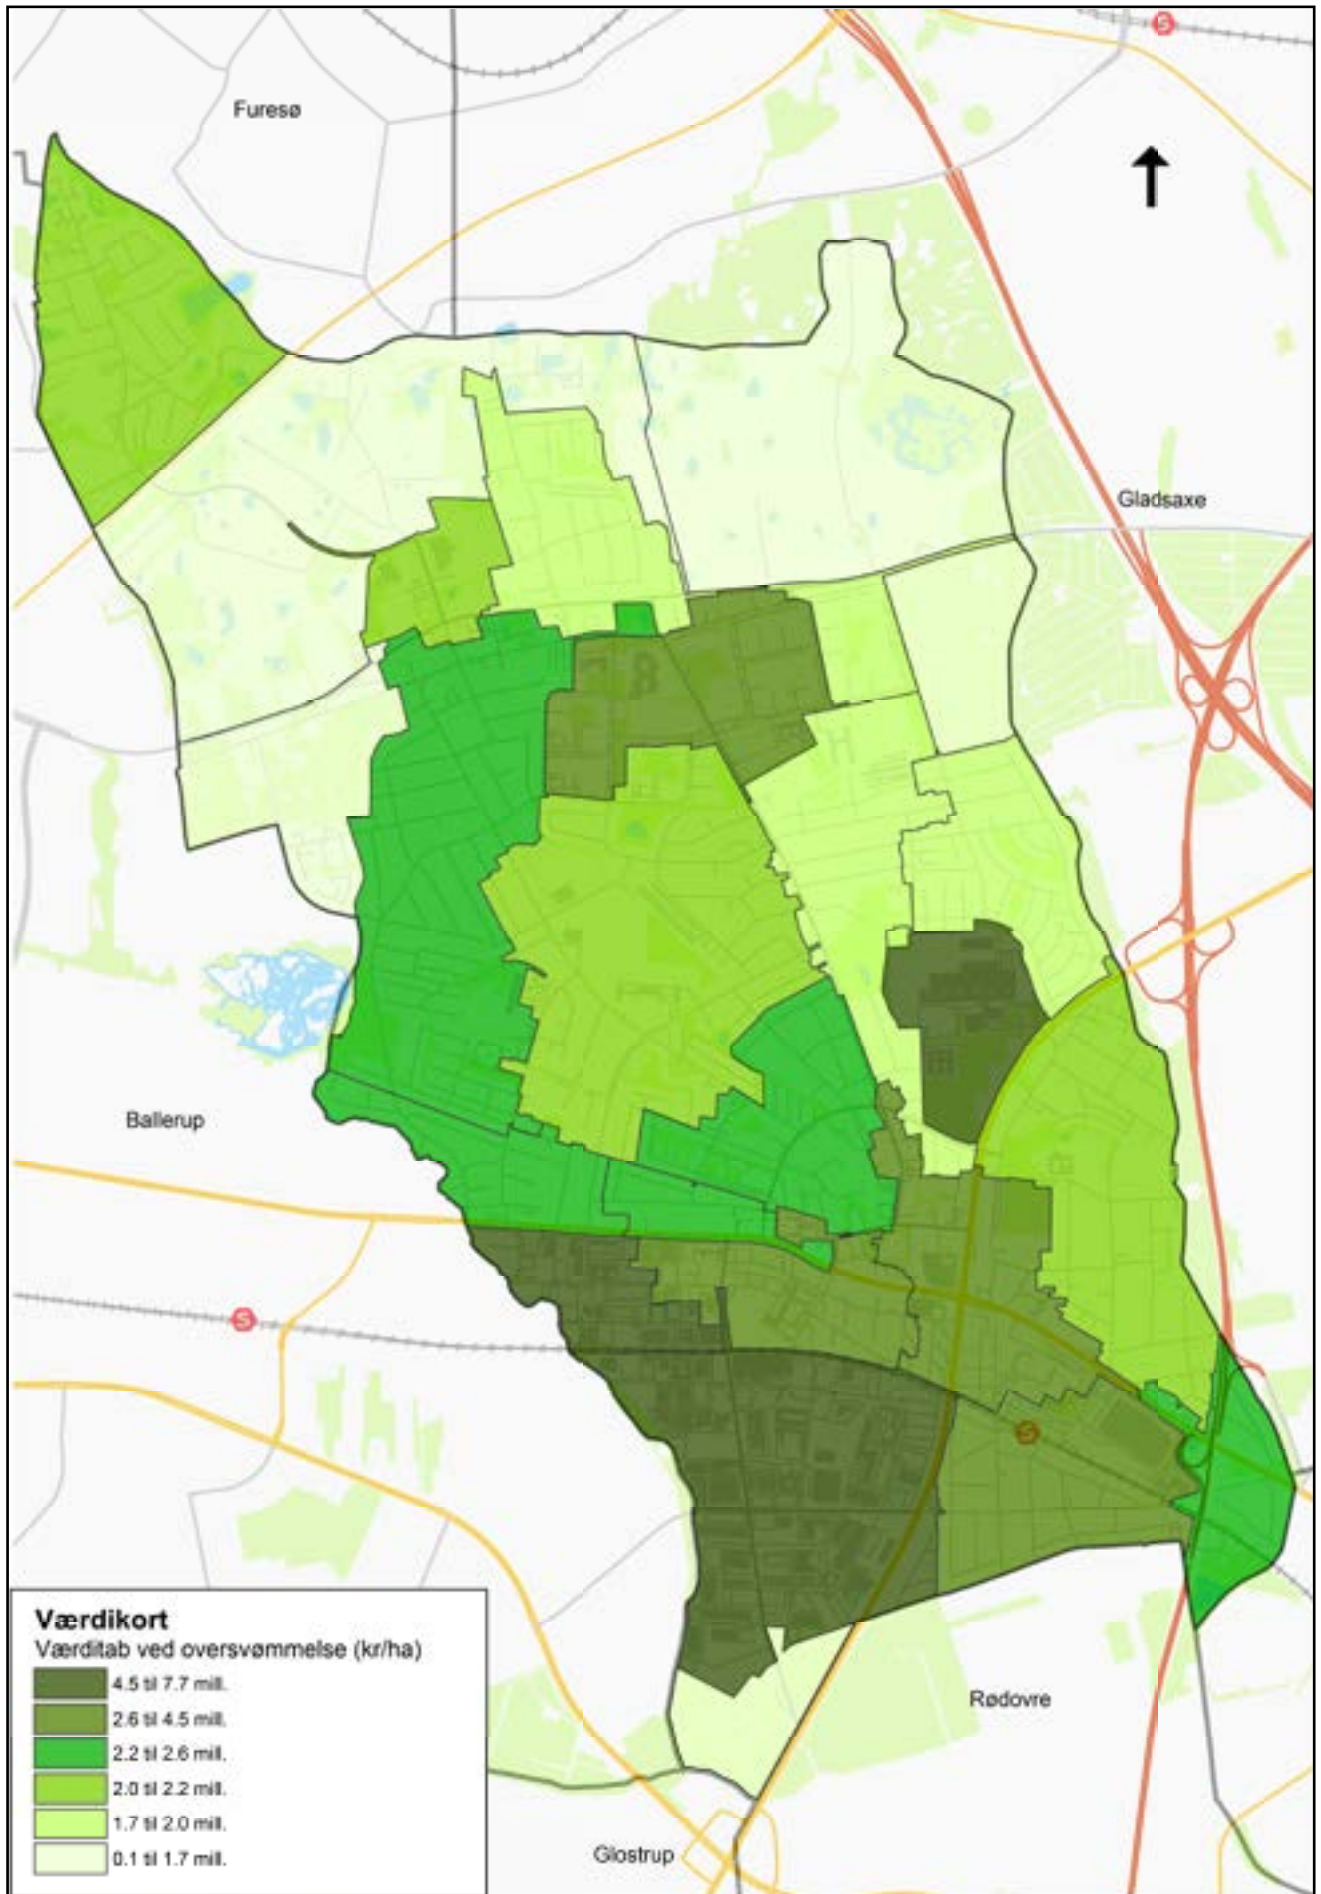 Furesø
S
Gladsaxe
Ballerup
S
S
Værdikort
Værditab ved oversvømmelse (kr/ha)
4.5 til 7.7 mill.
2.6 til 4.5 mill.
2.2 til 2.6 mill.
2.0 til 2.2 mill.
1.7 til 2.0 mill.
0.1 til 1.7 mill.
Rødovre
Glostrup